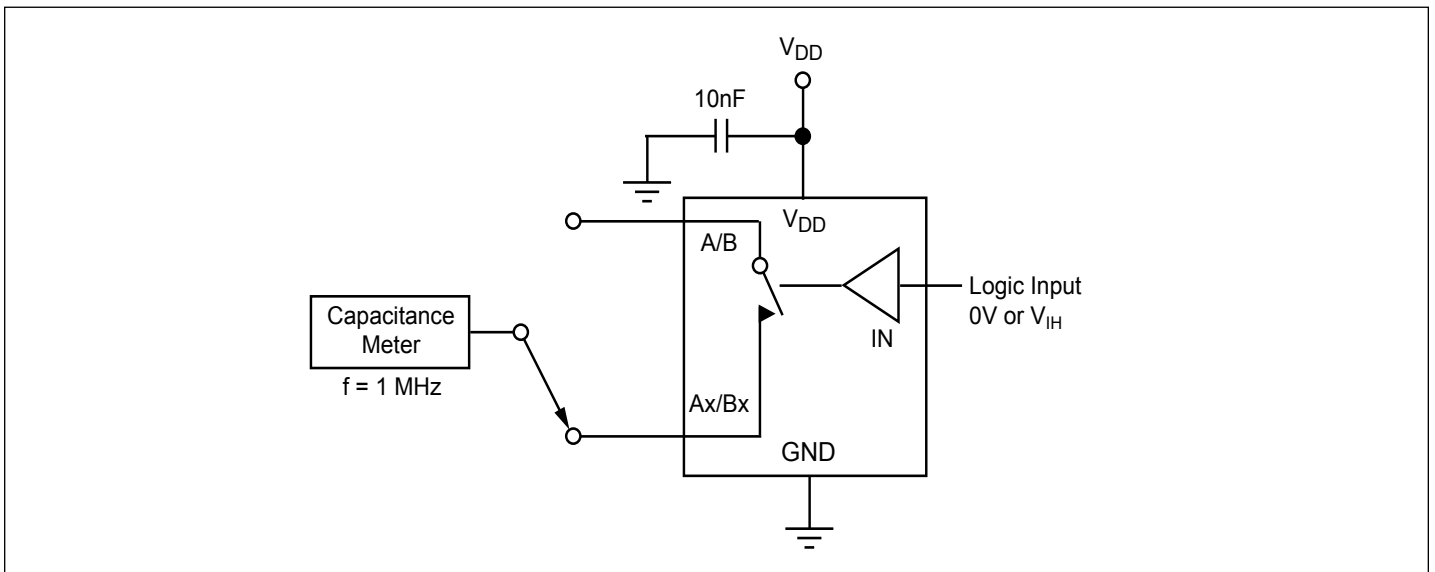 VDD
10nF
VDD
A/B
Logic Input
0V or VIH
IN
Capacitance
Meter
f = 1 MHz
Ax/Bx
GND